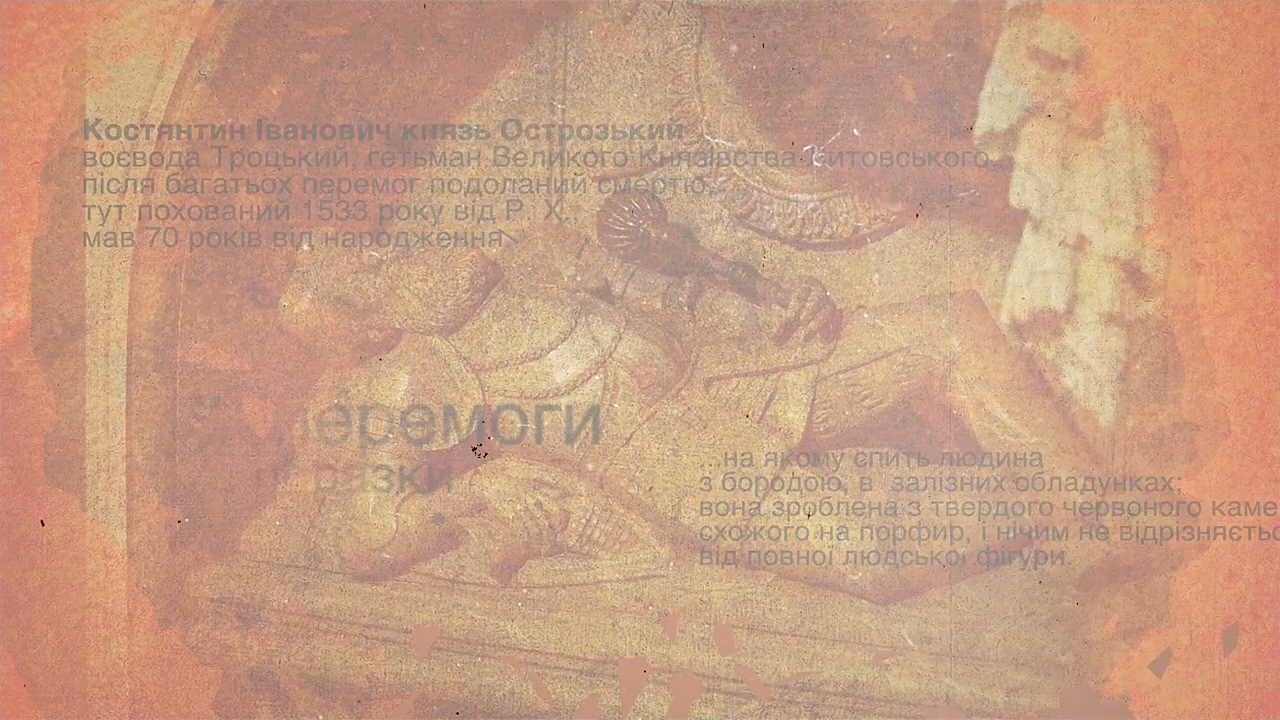 Костянтин Іванович князь Острозький
воєвода Троцький, гетьман Великого Князівства Литовського,
після багатьох перемог подоланий смертю,
тут похований 1533 року від Р. Х.,
мав 70 років від народження
перемоги
поразки
...на якому спить людина
з бородою, в залізних обладунках;
вона зроблена з твердого червоного каме
схожого на порфир, і нічим не відрізняєтьс
від повної людської фігури.